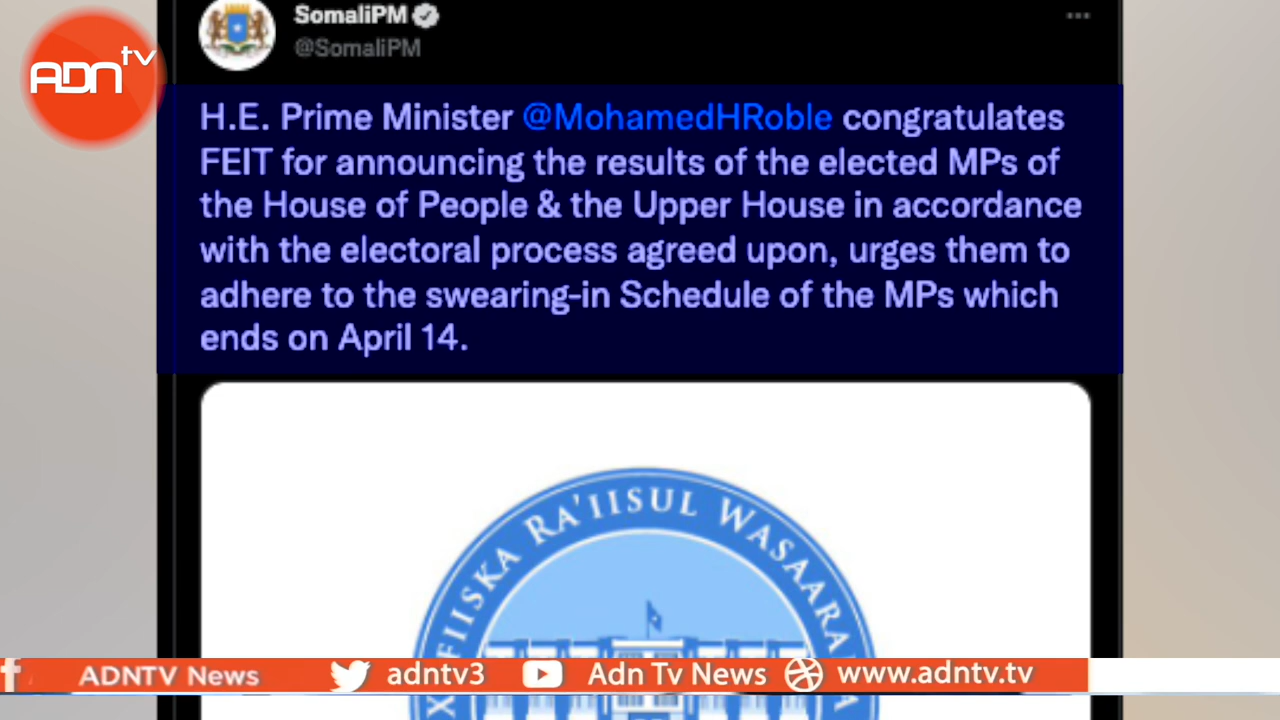 ADN tv
SomaliPM
@SomaliPM
H.E. Prime Minister @MohamedHRoble congratulates
FEIT for announcing the results of the elected MPs of
the House of People & the Upper House in accordance
with the electoral process agreed upon, urges them to
adhere to the swearing-in Schedule of the MPs which
ends on April 14.
RA'IISUL
ADNTV News adntv3 Adn Tv News www.adntv.tv